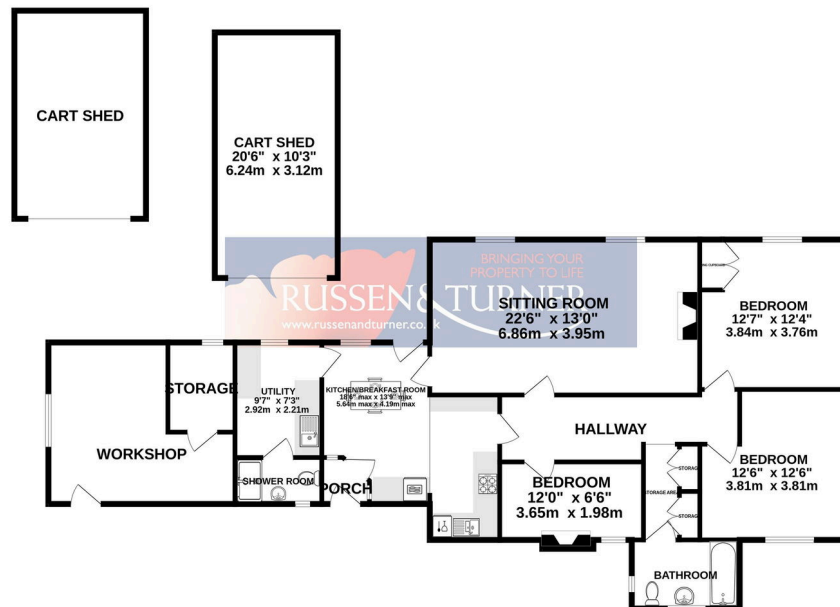 CART SHED
CART SHED
20'6" x 10'3"
6.24m x 3.12m
BRINGING YOUR
PROPERTY TO LIFE
RUSSEN & TURNER
www.russenandturner.co.uk
SITTING ROOM
22'6" x 13'0"
6.86m x 3.95m
BEDROOM
12'7" x 12'4"
3.84m x 3.76m
STORAGE
UTILITY
9'7" x 7'3"
2.92m x 2.21m
KITCHEN/BREAKFAST ROOM
18'6" max x 13'9" max
5.64m max x 4.19m max
WORKSHOP
HALLWAY
SHOWER ROOM
PORCH
BEDROOM
12'0" x 6'6"
3.65m x 1.98m
STORAGE
STORAGE AREA
STORAGE
BEDROOM
12'6" x 12'6"
3.81m x 3.81m
BATHROOM